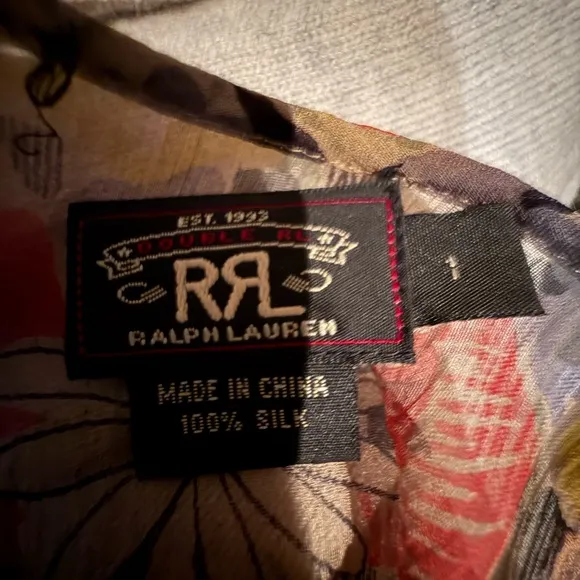 EST. 1993
DOUBLE RL
RRL
RALPH LAUREN
1
MADE IN CHINA
100% SILK